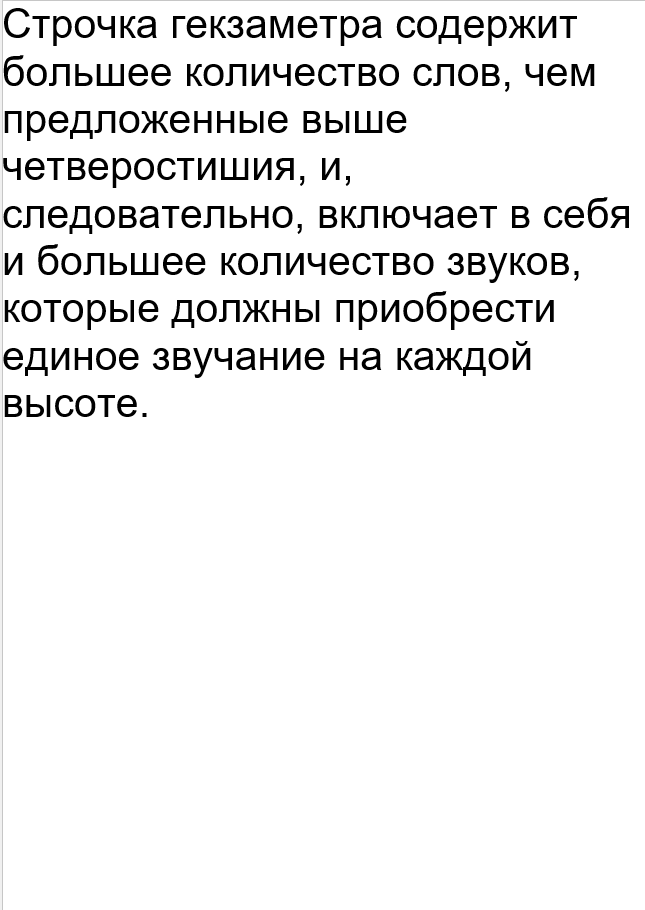 Строчка гекзаметра содержит
большее количество слов, чем
предложенные выше
четверостишия, и,
следовательно, включает в себя
и большее количество звуков,
которые должны приобрести
единое звучание на каждой
высоте.